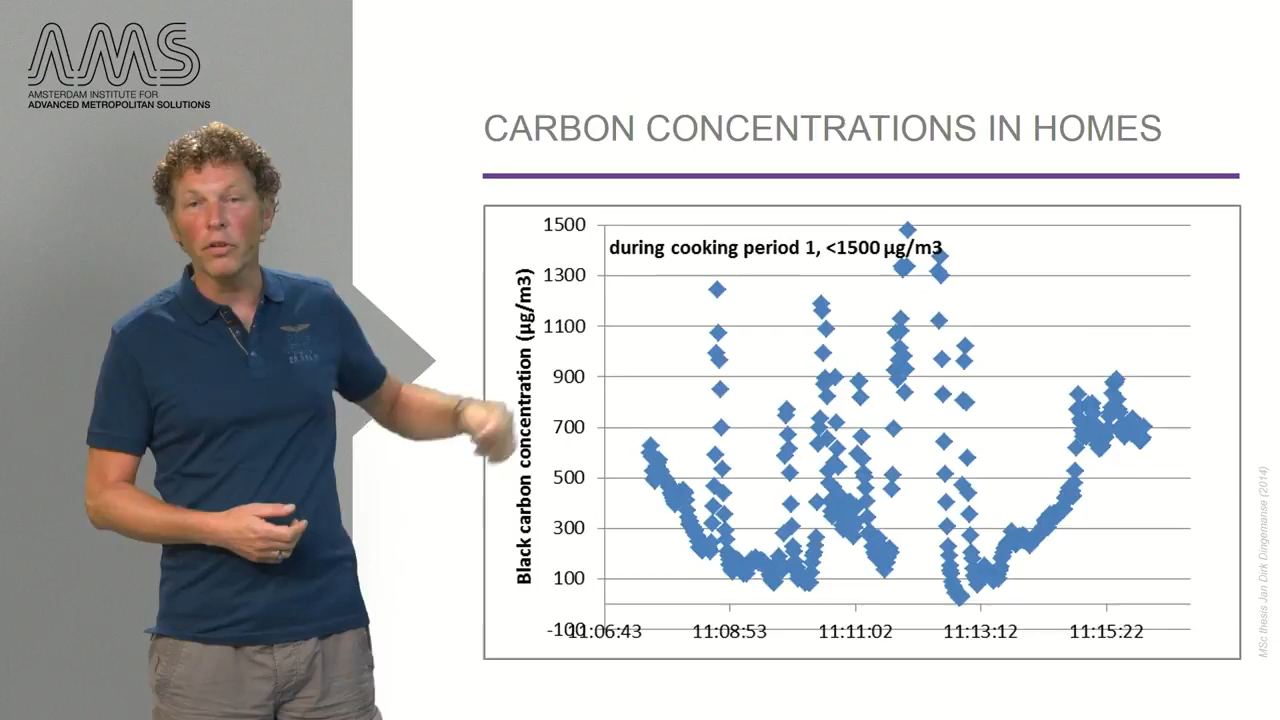 AMS
AMSTERDAM INSTITUTE FOR
ADVANCED METROPOLITAN SOLUTIONS
CARBON CONCENTRATIONS IN HOMES
during cooking period 1, <1500 µg/m3
Black carbon concentration (µg/m3)
1500
1300
1100
900
700
500
300
100
-100
11:06:43
11:08:53
11:11:02
11:13:12
11:15:22
MSc thesis Jan Dirk Dingemanse (2014)